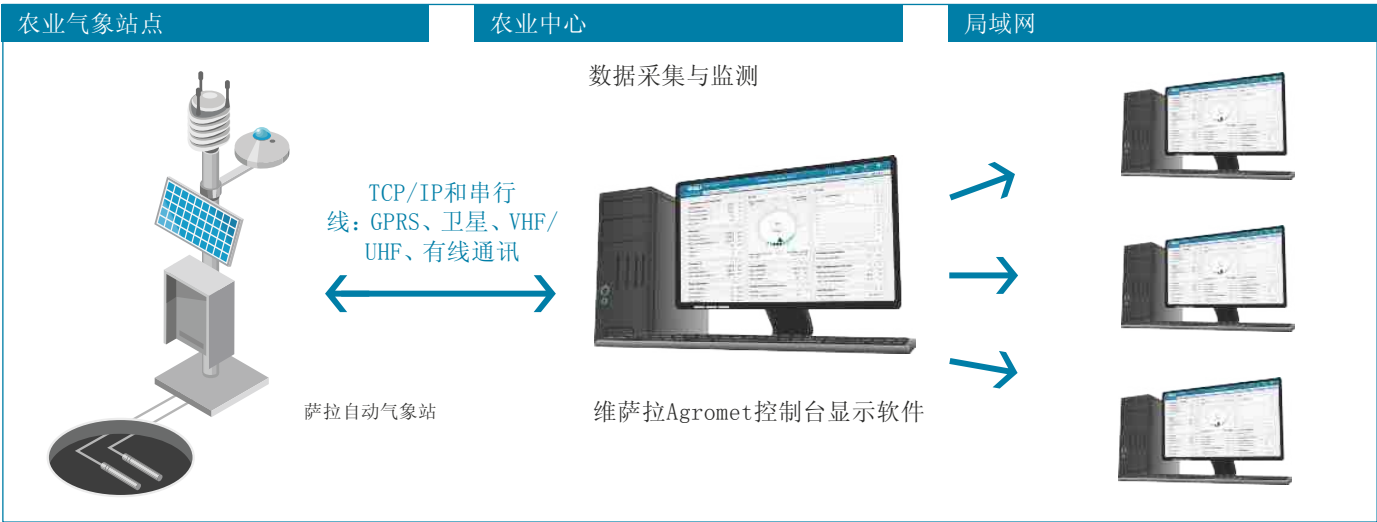 农业气象站点
农业中心
局域网
数据采集与监测
TCP/IP和串行
线：GPRS、卫星、VHF/
UHF、有线通讯
萨拉自动气象站
维萨拉Agromet控制台显示软件